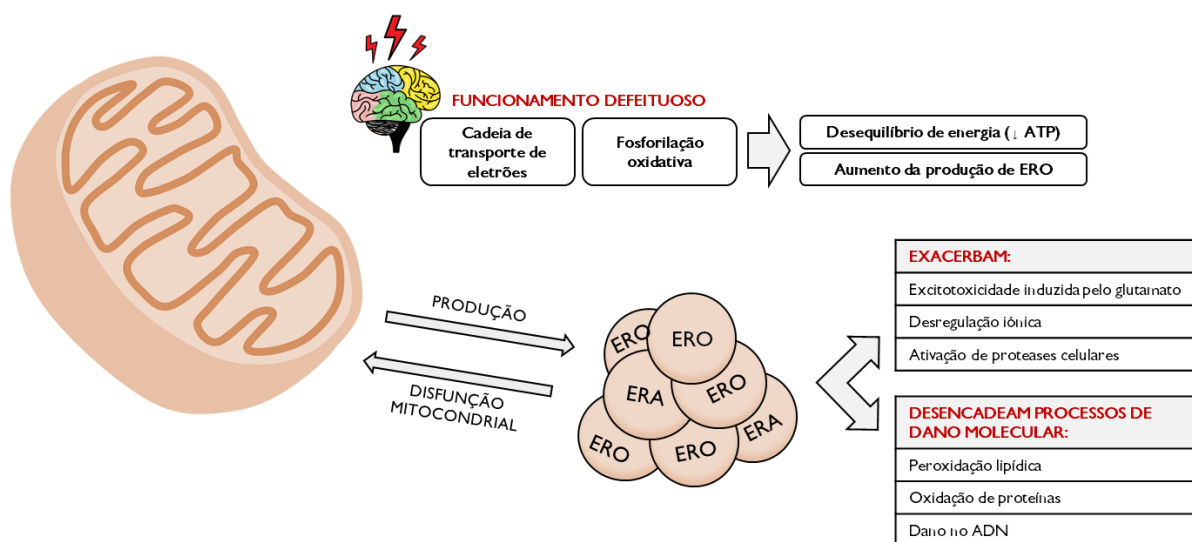 FUNCIONAMENTO DEFEITUOSO
Cadeia de
transporte de
eletrões
Fosforilação
oxidativa
Desequilíbrio de energia (↓ ATP)
Aumento da produção de ERO
PRODUÇÃO
DISFUNÇÃO
MITOCONDRIAL
ERO
ERO
ERA
ERO
ERO
ERO
ERA
EXACERBAM:
Excitotoxicidade induzida pelo glutamato
Desregulação iónica
Ativação de proteases celulares
DESENCADEAM PROCESSOS DE
DANO MOLECULAR:
Peroxidação lipídica
Oxidação de proteínas
Dano no ADN